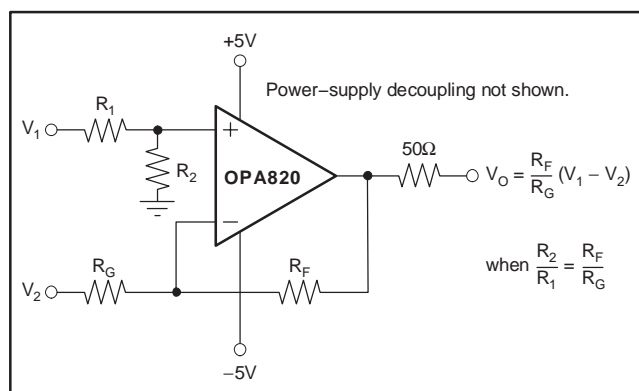 +5V
Power–supply decoupling not shown.
R1
V1
+
R2
OPA820
50Ω
VO = RF/RG (V1 – V2)
–
when R2/R1 = RF/RG
RG
RF
V2
–5V